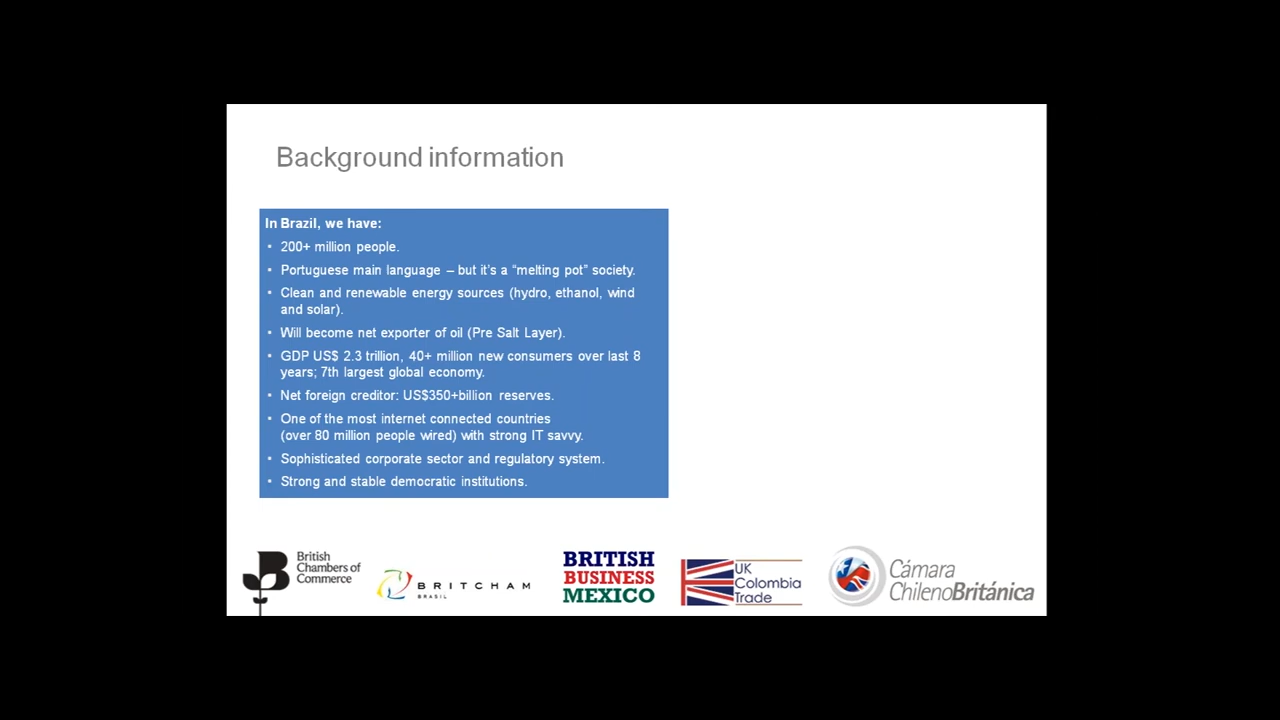 Background information
In Brazil, we have:
• 200+ million people.
• Portuguese main language – but it's a “melting pot” society.
• Clean and renewable energy sources (hydro, ethanol, wind
and solar).
• Will become net exporter of oil (Pre Salt Layer).
• GDP US$ 2.3 trillion, 40+ million new consumers over last 8
years; 7th largest global economy.
• Net foreign creditor: US$350+billion reserves.
• One of the most internet connected countries
(over 80 million people wired) with strong IT savvy.
• Sophisticated corporate sector and regulatory system.
• Strong and stable democratic institutions.
British
Chambers of
Commerce
BRITCHAM
BRASIL
BRITISH
BUSINESS
MEXICO
UK
Colombia
Trade
Cámara
ChilenoBritánica